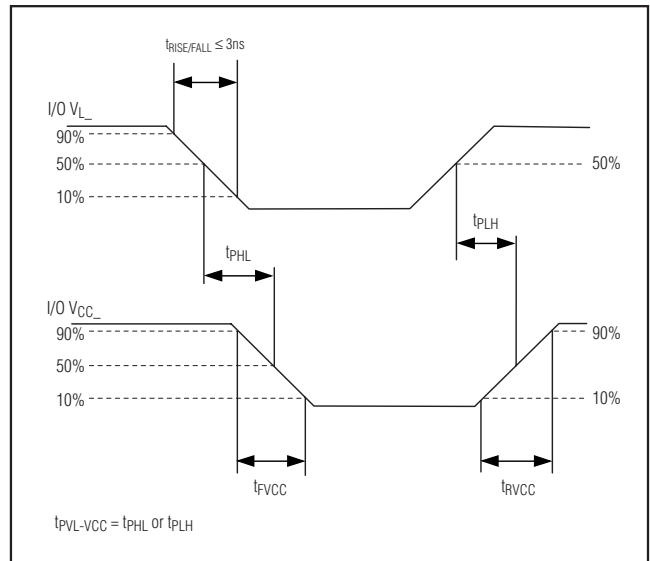 tRISE/FALL ≤ 3ns
I/O VL_
90%
50%
50%
10%
tPLH
tPHL
I/O VCC_
90%
90%
50%
10%
10%
tFVCC
tRVCC
tPVL-VCC = tPHL or tPLH